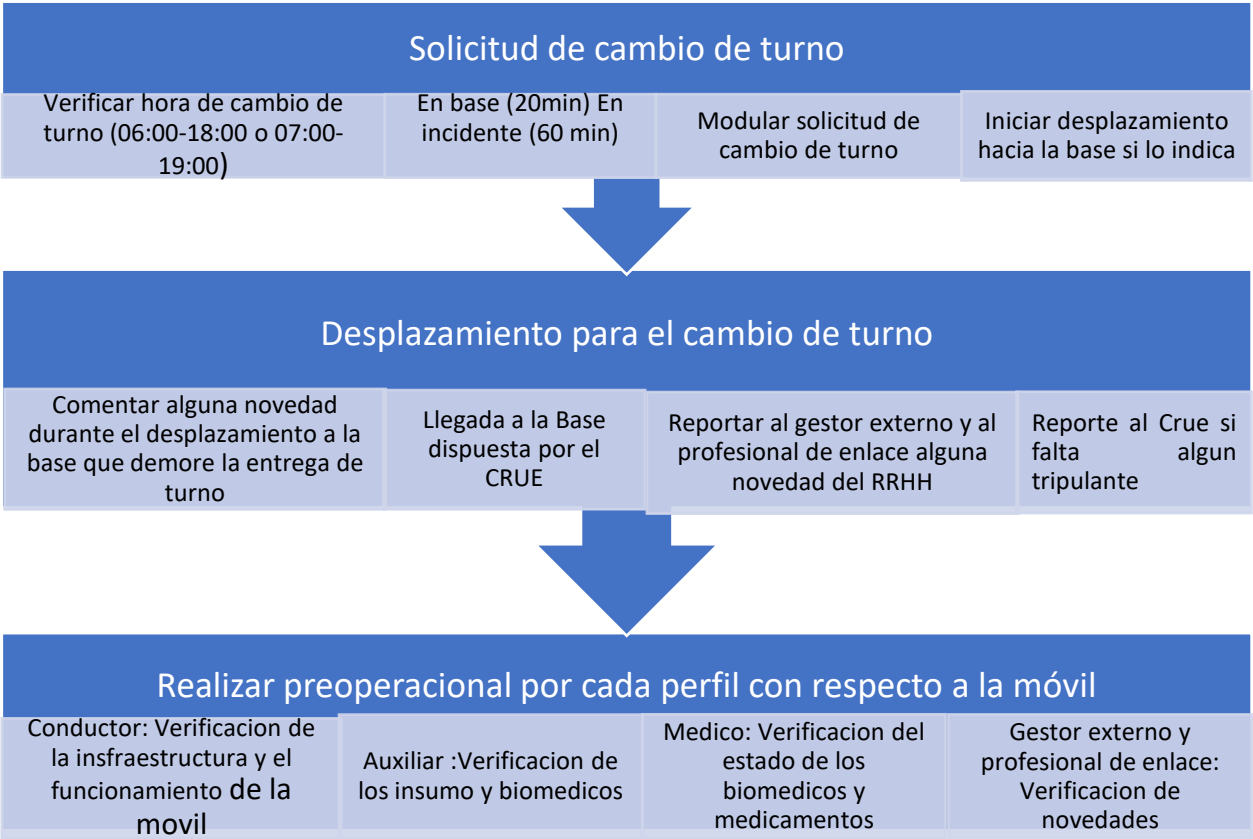 Solicitud de cambio de turno
Verificar hora de cambio de
turno (06:00-18:00 o 07:00-
19:00)
En base (20min) En
incidente (60 min)
Modular solicitud de
cambio de turno
Iniciar desplazamiento
hacia la base si lo indica
Desplazamiento para el cambio de turno
Comentar alguna novedad
durante el desplazamiento a la
base que demore la entrega de
turno
Llegada a la Base
dispuesta por el
CRUE
Reportar al gestor externo y al
profesional de enlace alguna
novedad del RRHH
Reporte al Crue si
falta algun
tripulante
Realizar preoperacional por cada perfil con respecto a la móvil
Conductor: Verificacion de
la insfraestructura y el
funcionamiento de la
movil
Auxiliar :Verificacion de
los insumo y biomedicos
Medico: Verificacion del
estado de los
biomedicos y
medicamentos
Gestor externo y
profesional de enlace:
Verificacion de
novedades